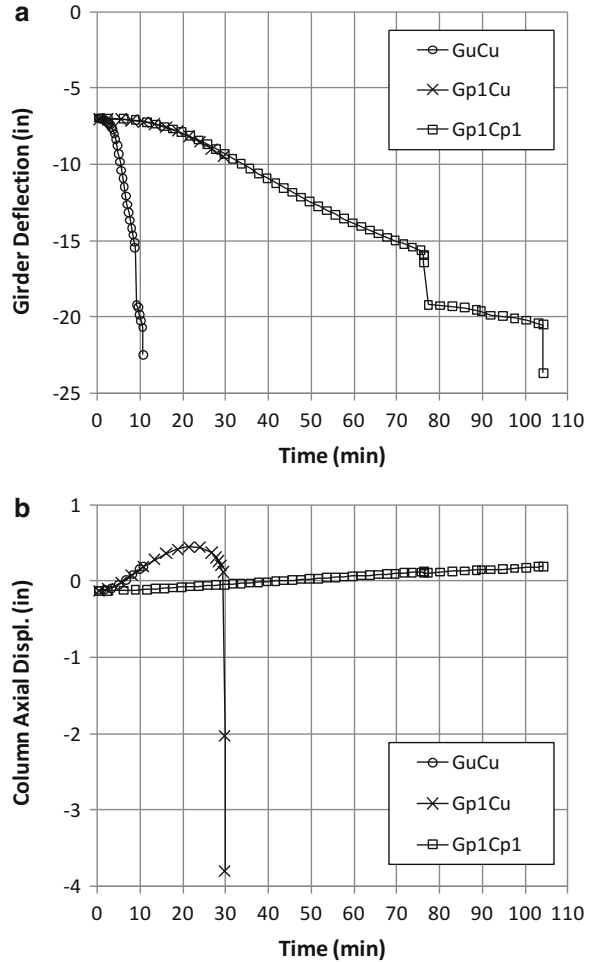 a
0
-5
-10
-15
-20
-25
Girder Deflection (in)
GuCu
Gp1Cu
Gp1Cp1
0 10 20 30 40 50 60 70 80 90 100 110
Time (min)
b
1
0
-1
-2
-3
-4
Column Axial Displ. (in)
GuCu
Gp1Cu
Gp1Cp1
0 10 20 30 40 50 60 70 80 90 100 110
Time (min)